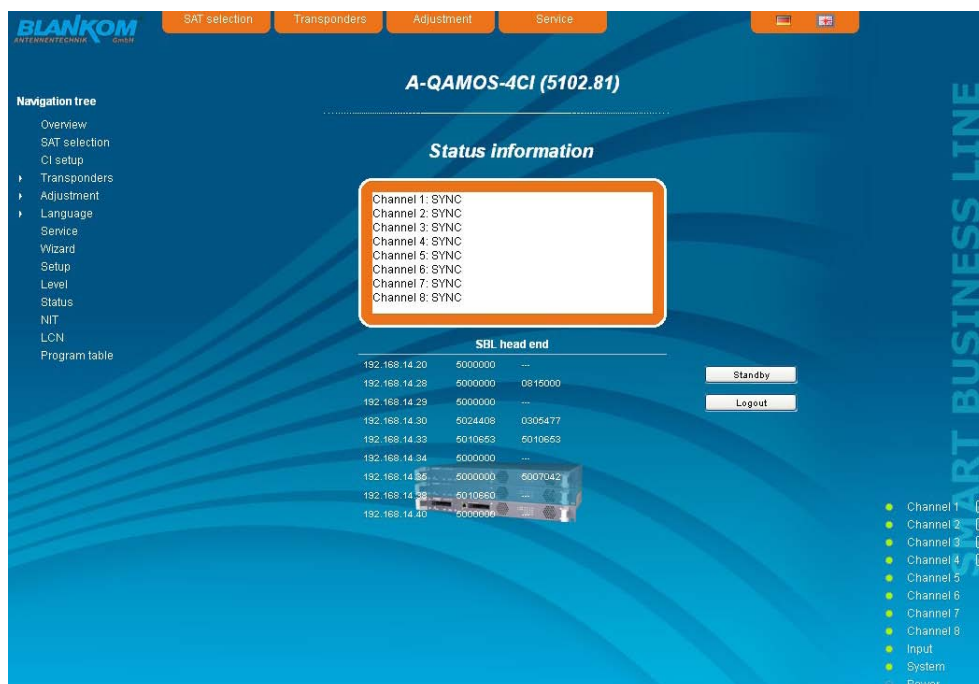 BLANKOM
ANTENNENTECHNIK GmbH
SAT selection
Transponders
Adjustment
Service
A-QAMOS-4CI (5102.81)
Navigation tree
Overview
SAT selection
CI setup
Transponders
Adjustment
Language
Service
Wizard
Setup
Level
Status
NIT
LCN
Program table
Status information
Channel 1: SYNC
Channel 2: SYNC
Channel 3: SYNC
Channel 4: SYNC
Channel 5: SYNC
Channel 6: SYNC
Channel 7: SYNC
Channel 8: SYNC
SBL head end
192.168.14.20 5000000 ---
192.168.14.28 5000000 0815000
192.168.14.29 5000000 ---
192.168.14.30 5024408 0305477
192.168.14.33 5010653 5010653
192.168.14.34 5000000 ---
192.168.14.35 5000000 5007042
192.168.14.38 5010660 ---
192.168.14.40 5000000 ---
Standby
Logout
SMART BUSINESS LINE
Channel 1
Channel 2
Channel 3
Channel 4
Channel 5
Channel 6
Channel 7
Channel 8
Input
System
Power